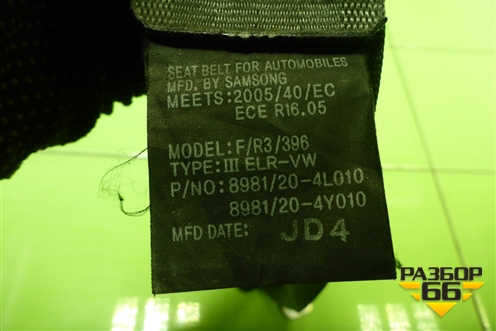 SEAT BELT FOR AUTOMOBILES
MFD. BY SAMSONG
MEETS:2005/40/EC
ECE R16.05
MODEL: F/R3/396
TYPE: III ELR-VW
P/NO: 8981/20-4L010
8981/20-4Y010
MFD DATE: JD4
РАЗБОР
66